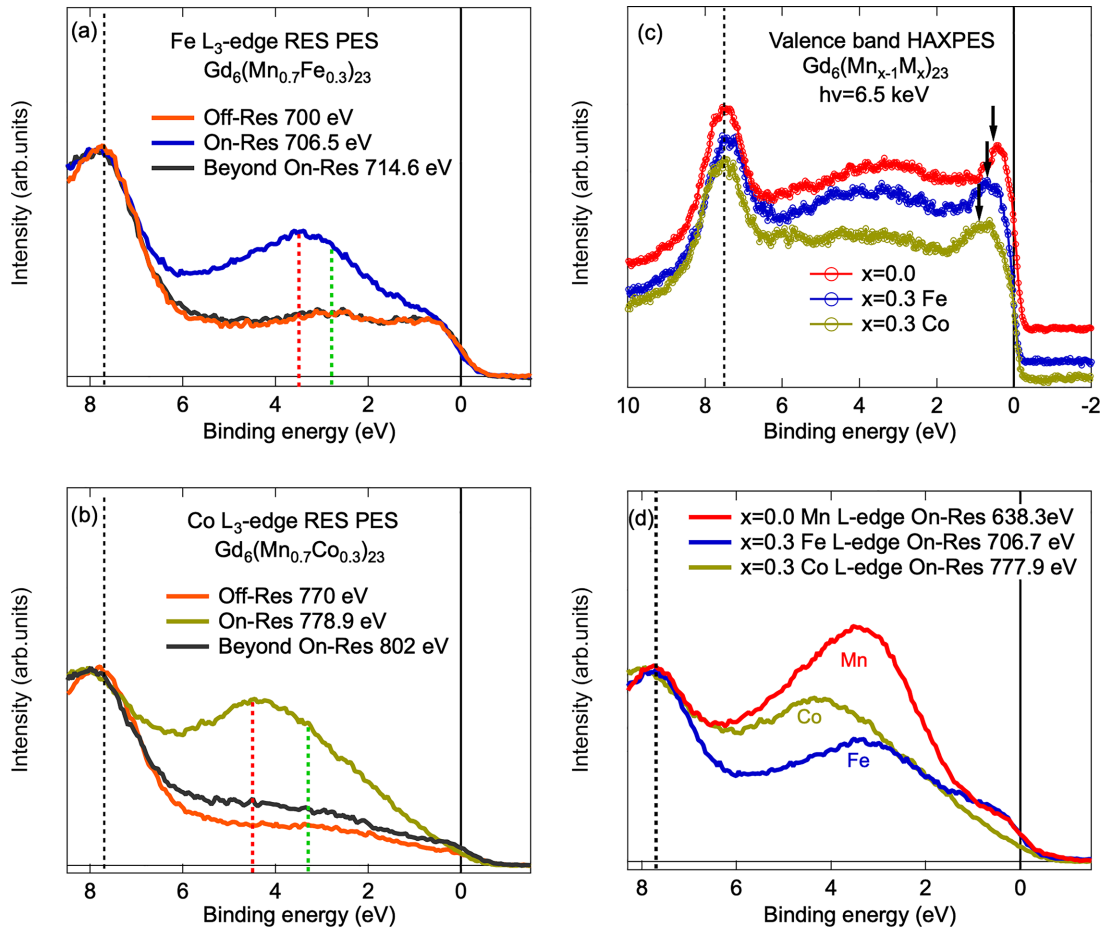 (a)
Fe L₃-edge RES PES
Gd₆(Mn₀.₇Fe₀.₃)₂₃
Off-Res 700 eV
On-Res 706.5 eV
Beyond On-Res 714.6 eV
Intensity (arb.units)
8 6 4 2 0
Binding energy (eV)
(c)
Valence band HAXPES
Gd₆(Mnₓ₋₁Mₓ)₂₃
hv=6.5 keV
x=0.0
x=0.3 Fe
x=0.3 Co
Intensity (arb.units)
10 8 6 4 2 0 -2
Binding energy (eV)
(b)
Co L₃-edge RES PES
Gd₆(Mn₀.₇Co₀.₃)₂₃
Off-Res 770 eV
On-Res 778.9 eV
Beyond On-Res 802 eV
Intensity (arb.units)
8 6 4 2 0
Binding energy (eV)
(d)
x=0.0 Mn L-edge On-Res 638.3eV
x=0.3 Fe L-edge On-Res 706.7 eV
x=0.3 Co L-edge On-Res 777.9 eV
Mn
Co
Fe
Intensity (arb.units)
8 6 4 2 0
Binding energy (eV)